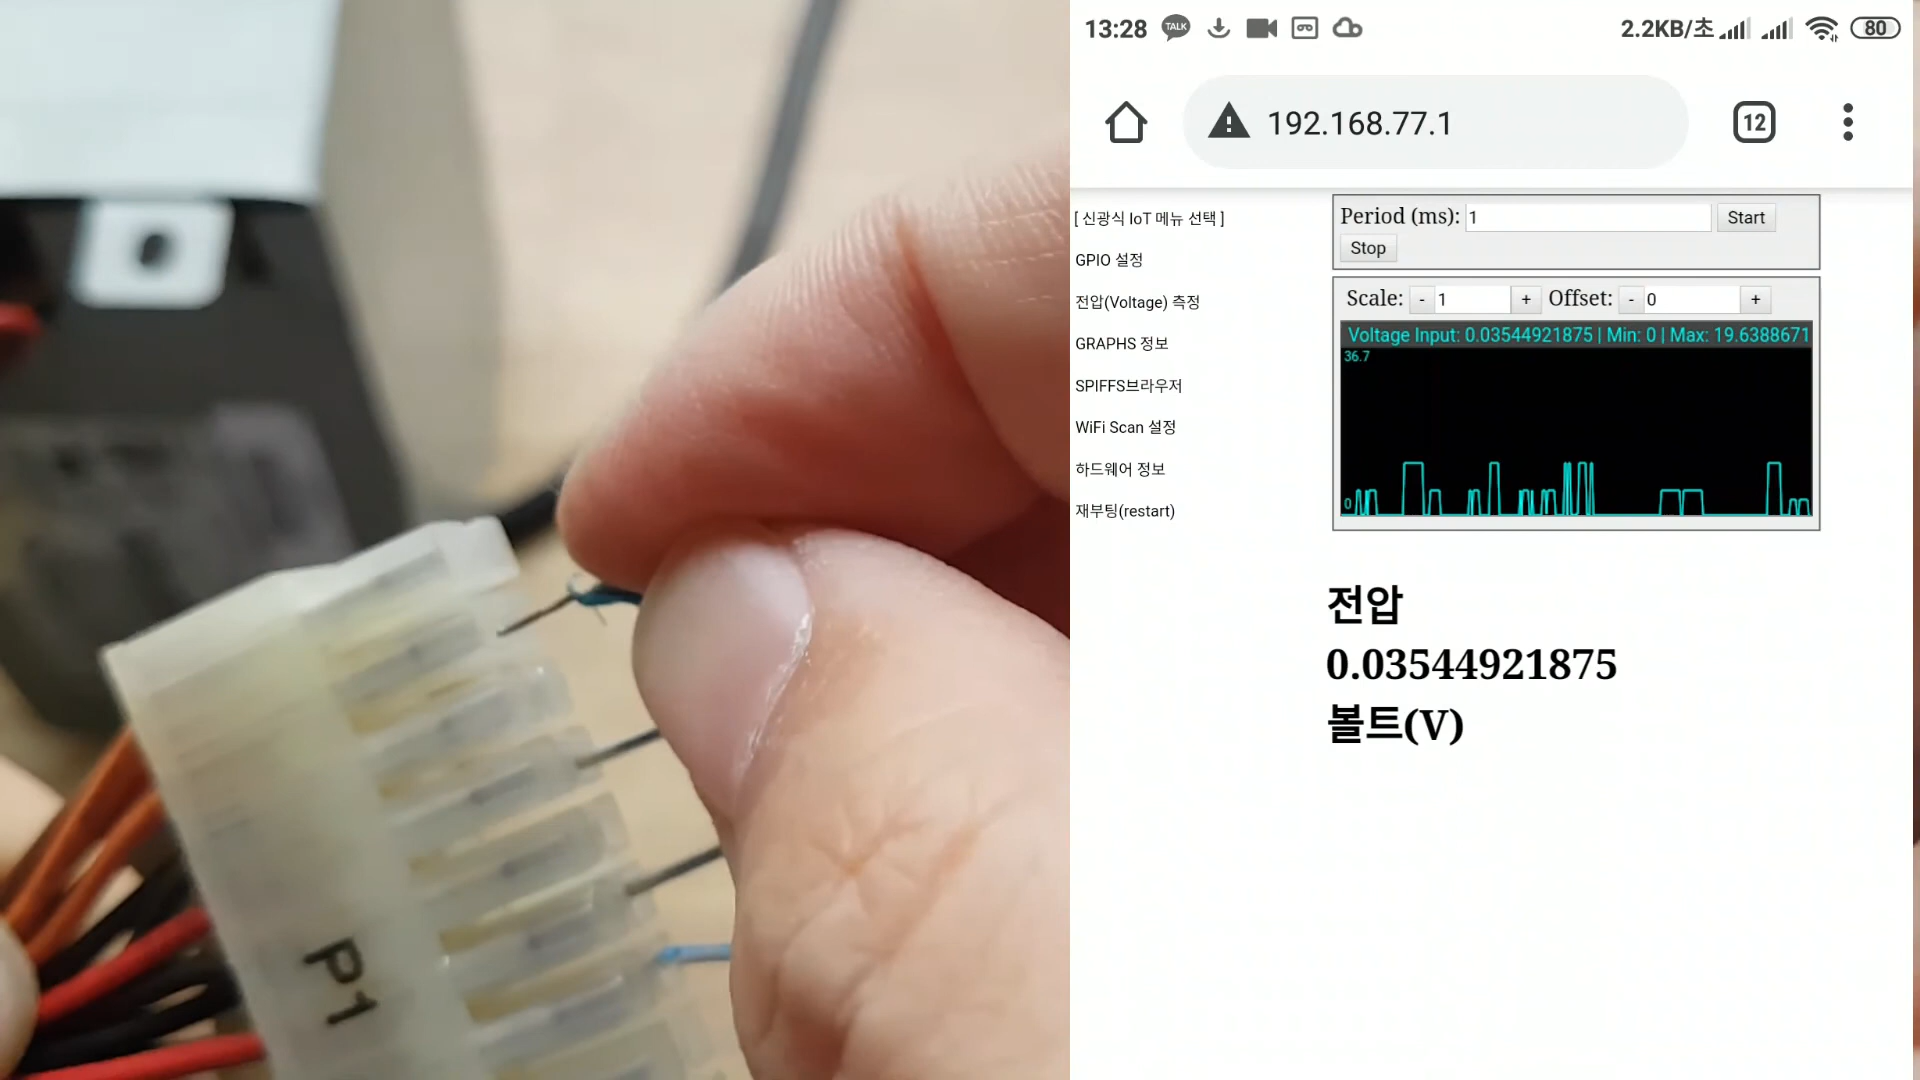 P1
13:28 TALK 2.2KB/초 80
192.168.77.1 12
[ 신광식 IoT 메뉴 선택 ]
GPIO 설정
전압(Voltage) 측정
GRAPHS 정보
SPIFFS브라우저
WiFi Scan 설정
하드웨어 정보
재부팅(restart)
Period (ms): 1 Start
Stop
Scale: - 1 + Offset: - 0 +
Voltage Input: 0.03544921875 | Min: 0 | Max: 19.6388671
36.7
0
전압
0.03544921875
볼트(V)